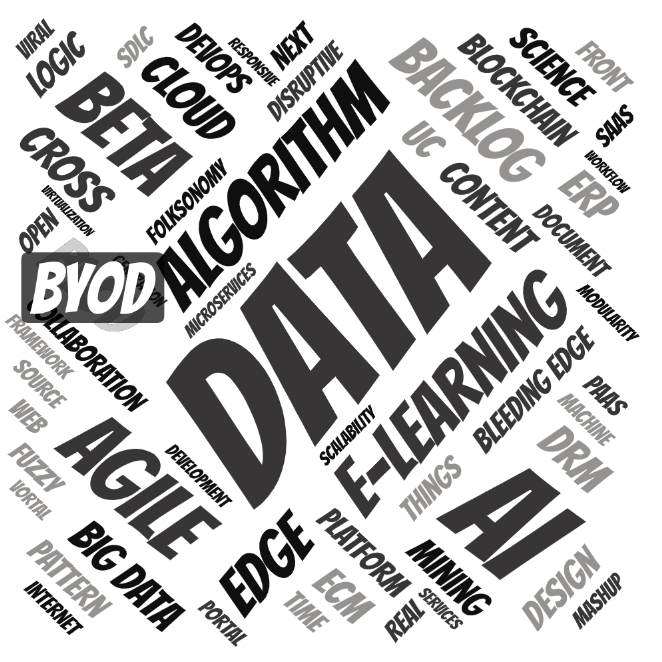 VIRAL
LOGIC
SDLC
DEVOPS
RESPONSIVE
NEXT
DISRUPTIVE
CLOUD
BETA
CROSS
VIRTUALIZATION
OPEN
FOLKSONOMY
ALGORITHM
MICROSERVICES
BACKLOG
BLOCKCHAIN
SCIENCE
FRONT
SAAS
WORKFLOW
ERP
UC
CONTENT
DOCUMENT
MODULARITY
BYOD
DATA
COLLABORATION
FRAMEWORK
SOURCE
WEB
FUZZY
VORTAL
AGILE
DEVELOPMENT
SCALABILITY
E-LEARNING
BLEEDING EDGE
PAAS
MACHINE
DRM
THINGS
AI
BIG DATA
PATTERN
INTERNET
EDGE
PORTAL
PLATFORM
ECM
TIME
MINING
SERVICES
REAL
DESIGN
MASHUP